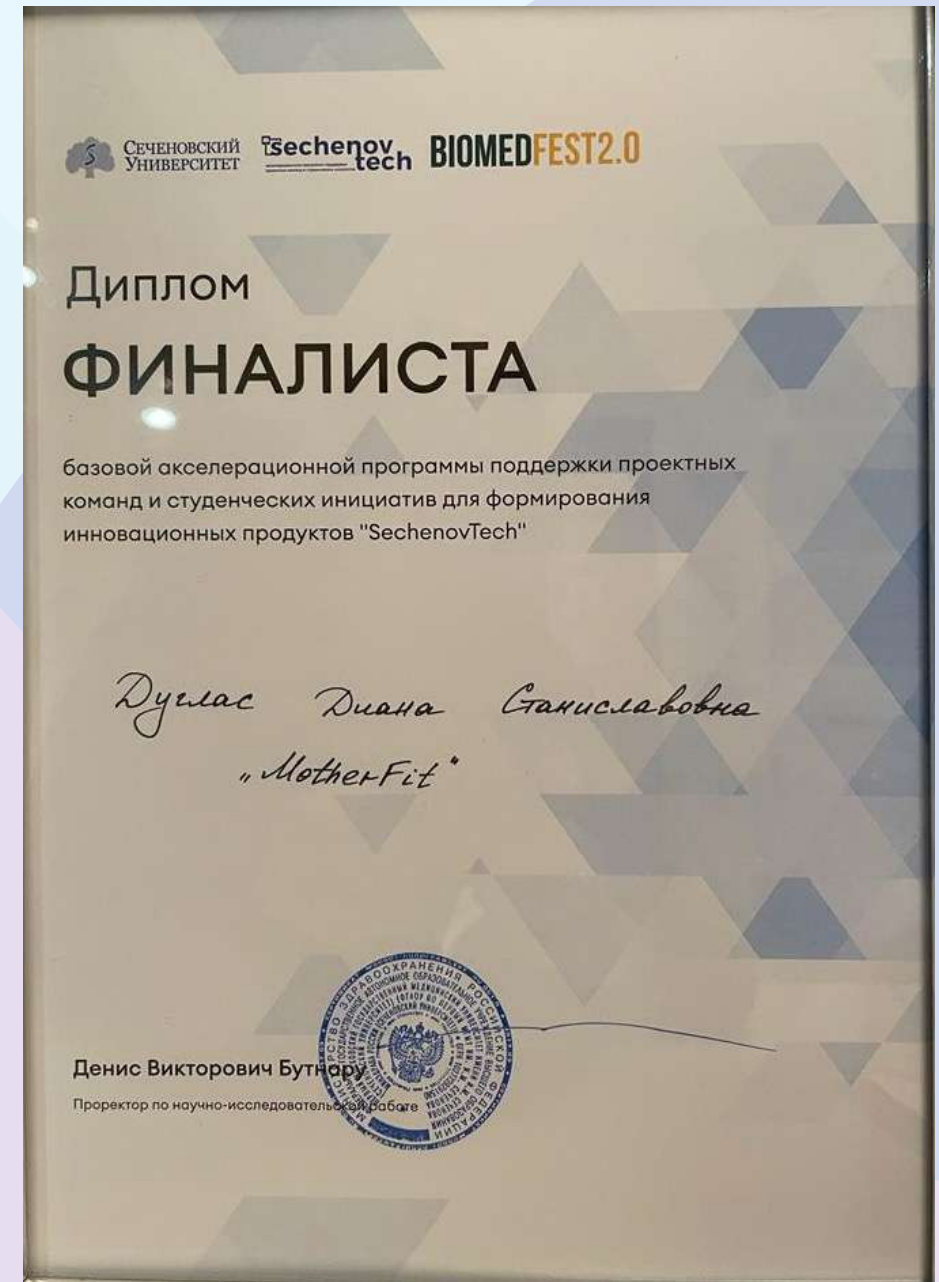 СЕЧЕНОВСКИЙ УНИВЕРСИТЕТ
sechenov tech
BIOMEDFEST2.0
Диплом
ФИНАЛИСТА
базовой акселерационной программы поддержки проектных
команд и студенческих инициатив для формирования
инновационных продуктов "SechenovTech"
Дуглас Диана Станиславовна
„MotherFit“
Денис Викторович Бутнару
Проректор по научно-исследовательской работе